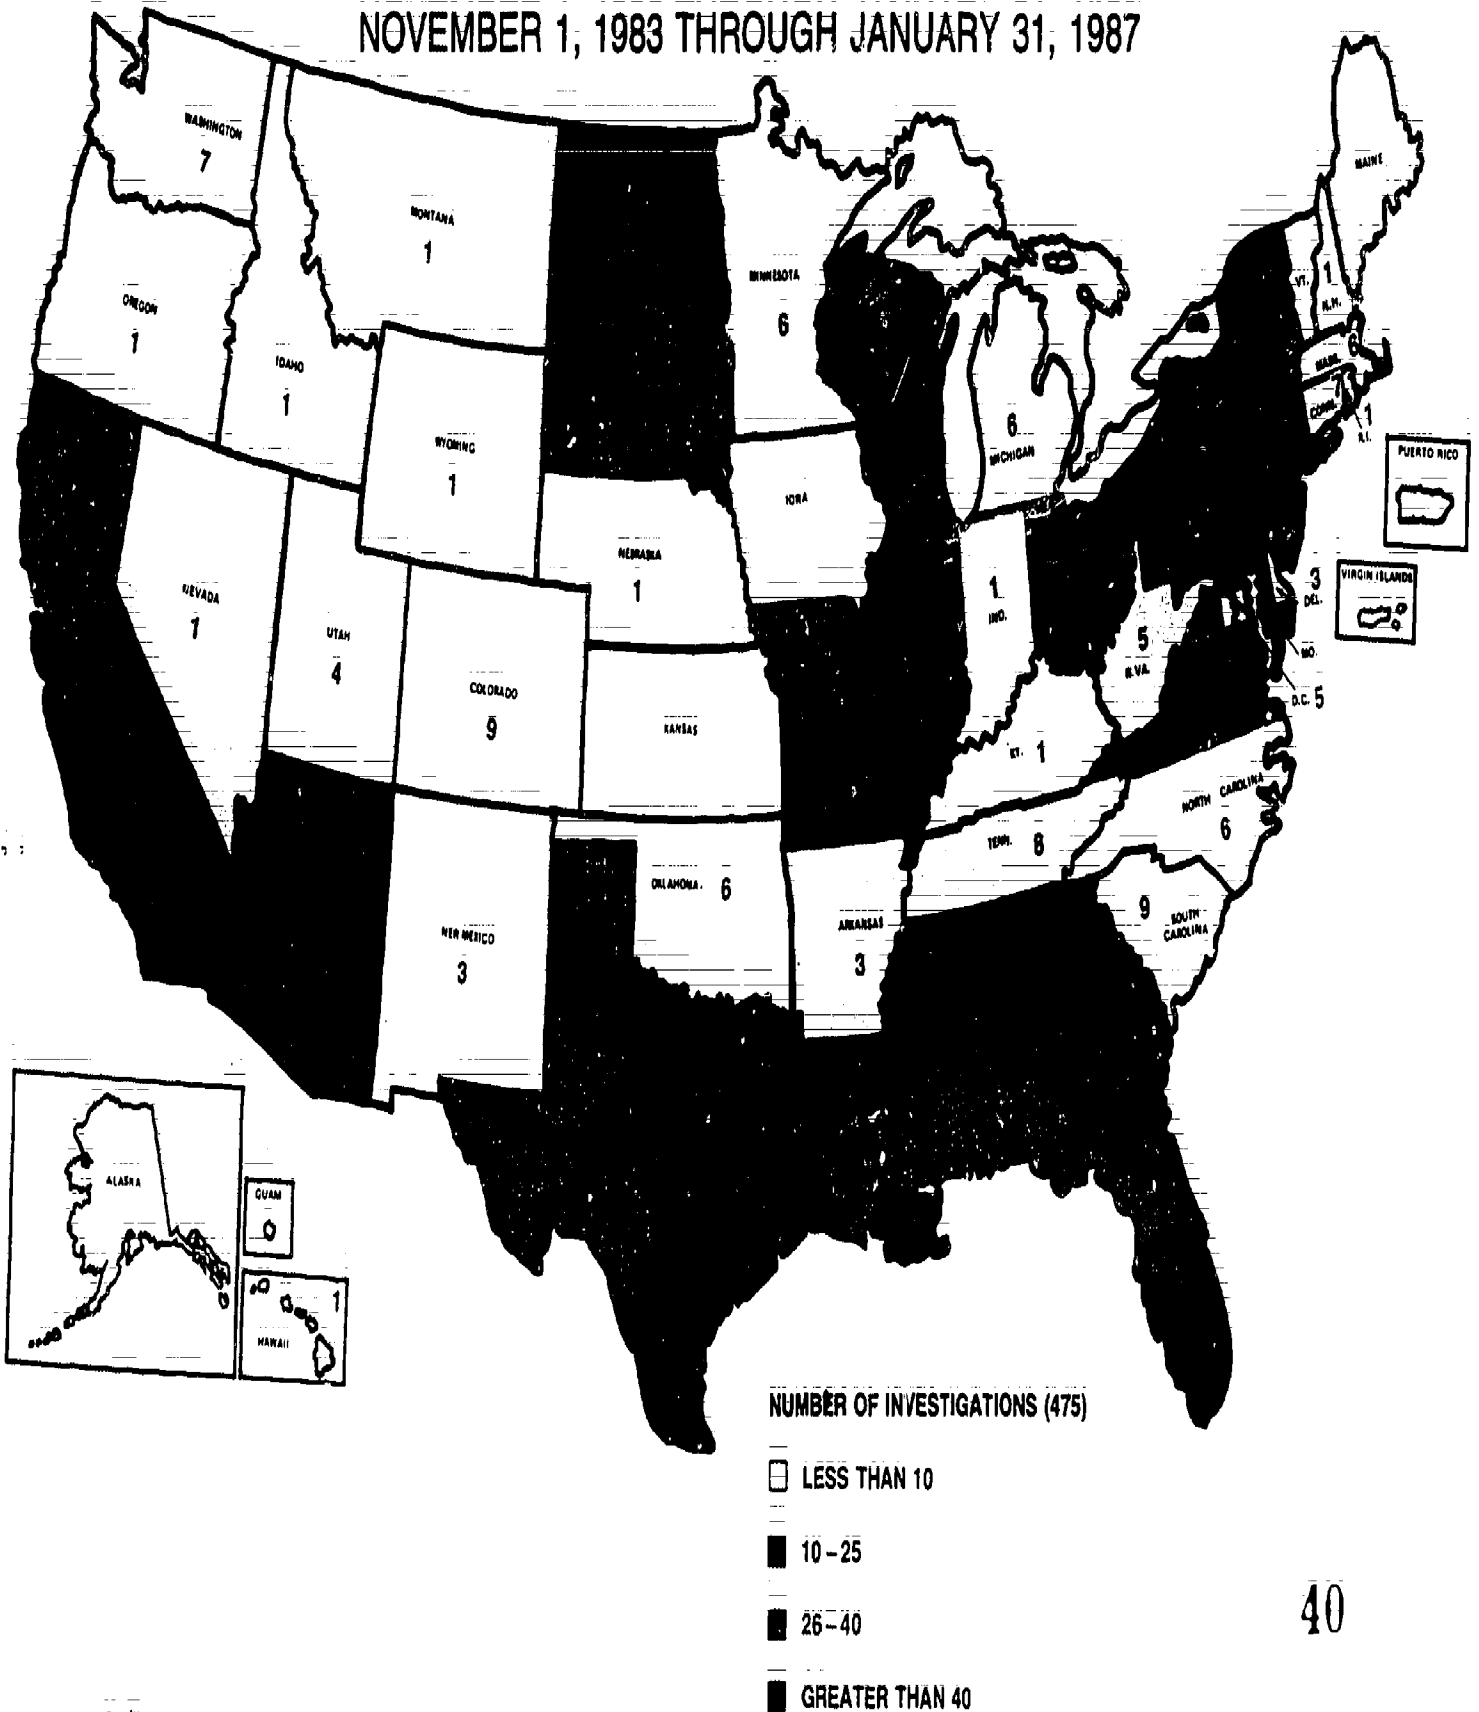 NOVEMBER 1, 1983 THROUGH JANUARY 31, 1987
WASHINGTON
7
MONTANA
1
OREGON
1
IDAHO
1
WYOMING
1
MINNESOTA
6
MAINE
VT.
1
N.H.
MASS.
6
CONN.
7
1
R.I.
6
MICHIGAN
IOWA
NEBRASKA
1
NEVADA
1
UTAH
4
COLORADO
9
KANSAS
1
IND.
5
W.VA.
3
DEL.
MD.
D.C. 5
PUERTO RICO
VIRGIN ISLANDS
KY. 1
NORTH CAROLINA
6
TENN. 8
9
SOUTH
CAROLINA
OKLAHOMA. 6
ARKANSAS
3
NEW MEXICO
3
ALASKA
GUAM
1
HAWAII
NUMBER OF INVESTIGATIONS (475)
LESS THAN 10
10-25
26-40
GREATER THAN 40
40